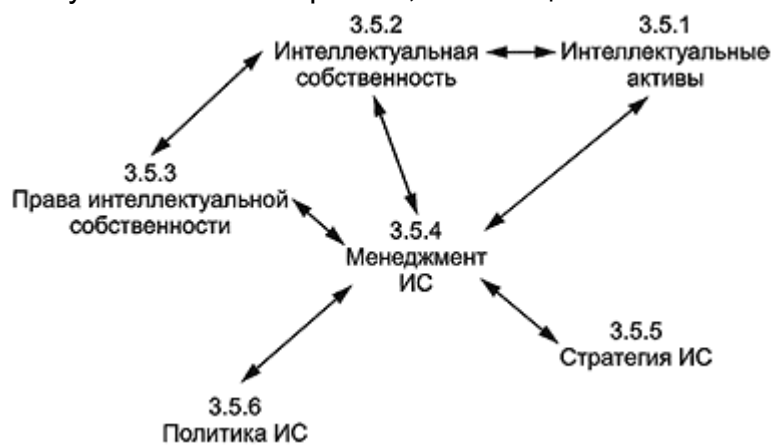 3.5.2
Интеллектуальная
собственность
3.5.1
Интеллектуальные
активы
3.5.3
Права интеллектуальной
собственности
3.5.4
Менеджмент
ИС
3.5.5
Стратегия ИС
3.5.6
Политика ИС